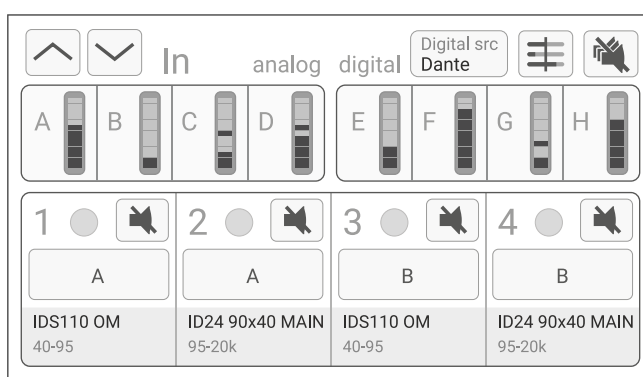 In analog digital Digital src
Dante
A B C D E F G H
1 2 3 4
A A B B
IDS110 OM ID24 90x40 MAIN IDS110 OM ID24 90x40 MAIN
40-95 95-20k 40-95 95-20k